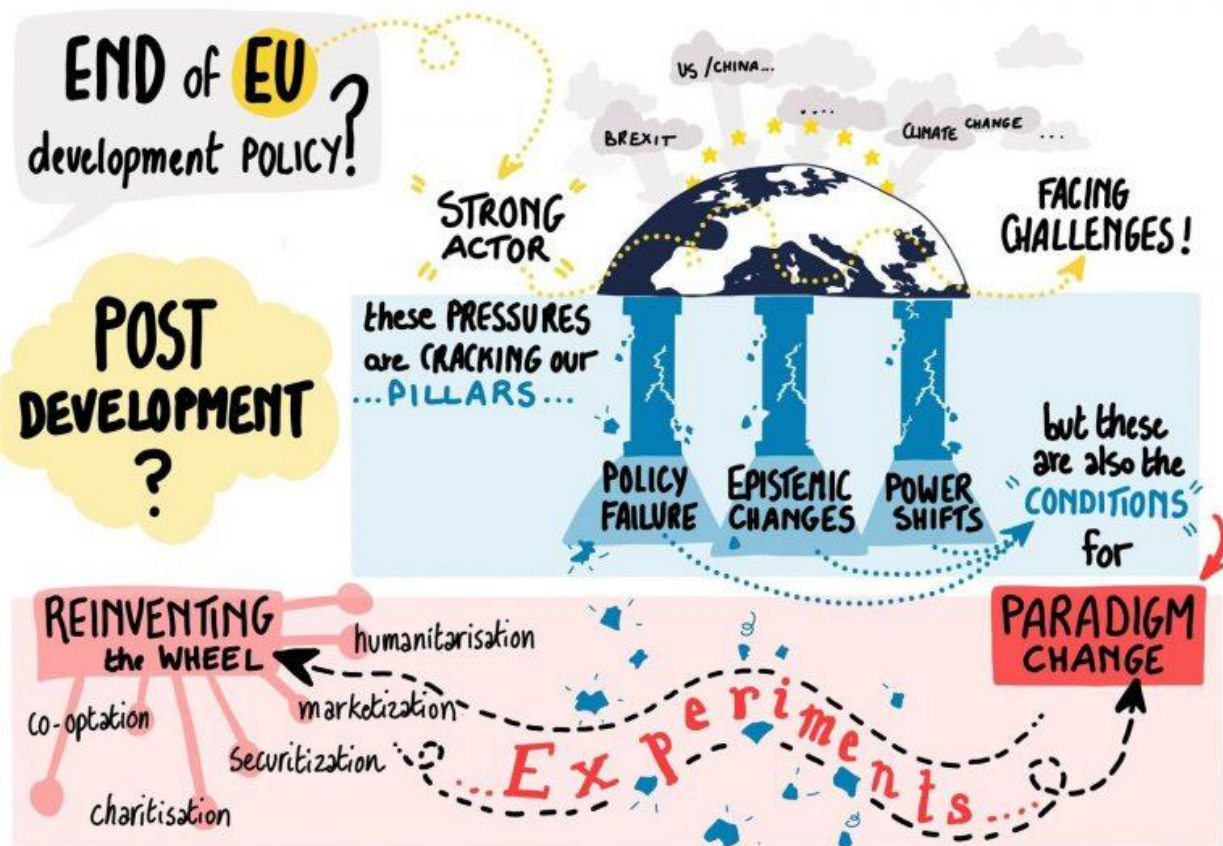 END of EU
development POLICY?!
US/CHINA...
....
BREXIT
CLIMATE CHANGE ...
STRONG
ACTOR
FACING
CHALLENGES!
POST
DEVELOPMENT
?
these PRESSURES
are CRACKING our
...PILLARS...
POLICY
FAILURE
EPISTEMIC
CHANGES
POWER
SHIFTS
but these
are also the
"CONDITIONS"
for
PARADIGM
CHANGE
REINVENTING
the WHEEL
humanitarisation
marketization
co-optation
securitization
charitisation
...Experiments....